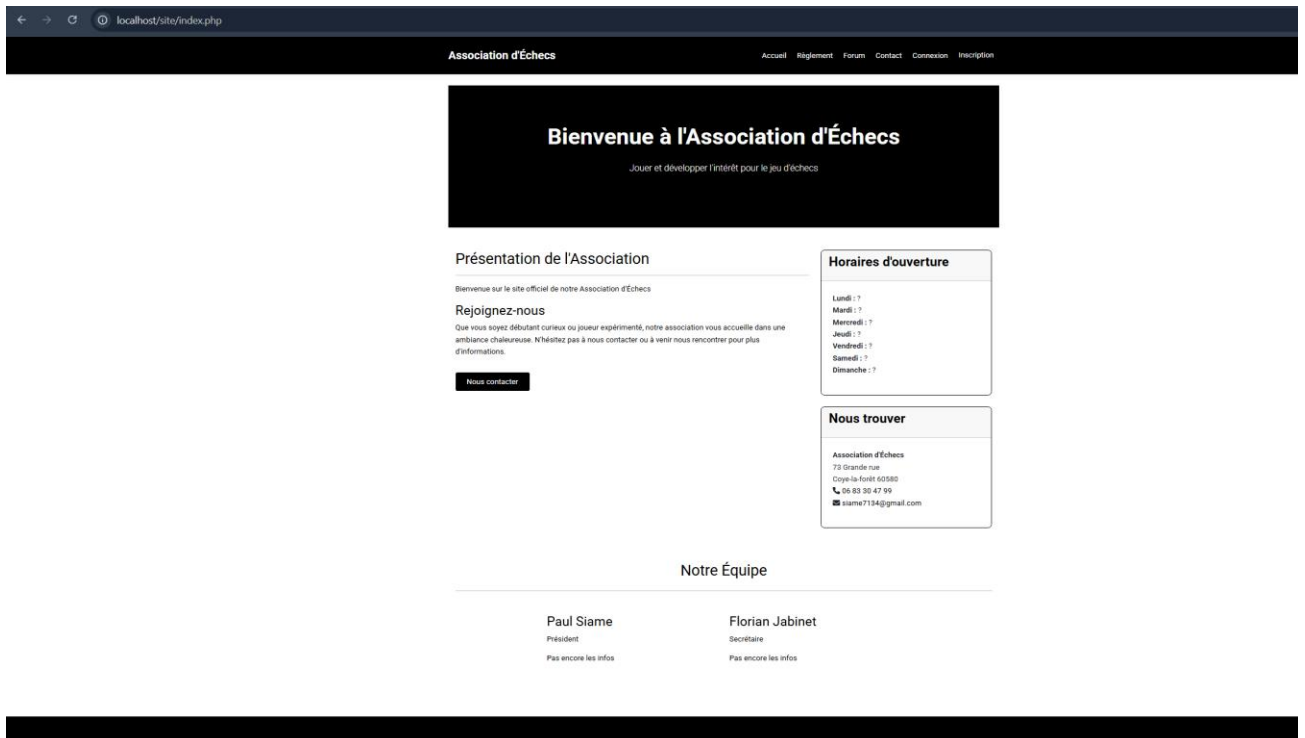 localhost/site/index.php
Association d'Échecs
Accueil Règlement Forum Contact Connexion Inscription
Bienvenue à l'Association d'Échecs
Jouer et développer l'intérêt pour le jeu d'échecs
Présentation de l'Association
Bienvenue sur le site officiel de notre Association d'Échecs
Rejoignez-nous
Que vous soyez débutant curieux ou joueur expérimenté, notre association vous accueille dans une
ambiance chaleureuse. N'hésitez pas à nous contacter ou à venir nous rencontrer pour plus
d'informations.
Nous contacter
Horaires d'ouverture
Lundi : ?
Mardi : ?
Mercredi : ?
Jeudi : ?
Vendredi : ?
Samedi : ?
Dimanche : ?
Nous trouver
Association d'Échecs
73 Grande rue
Coye-la-forêt 60580
06 83 30 47 99
siame7134@gmail.com
Notre Équipe
Paul Siame
Président
Pas encore les infos
Florian Jabinet
Secrétaire
Pas encore les infos